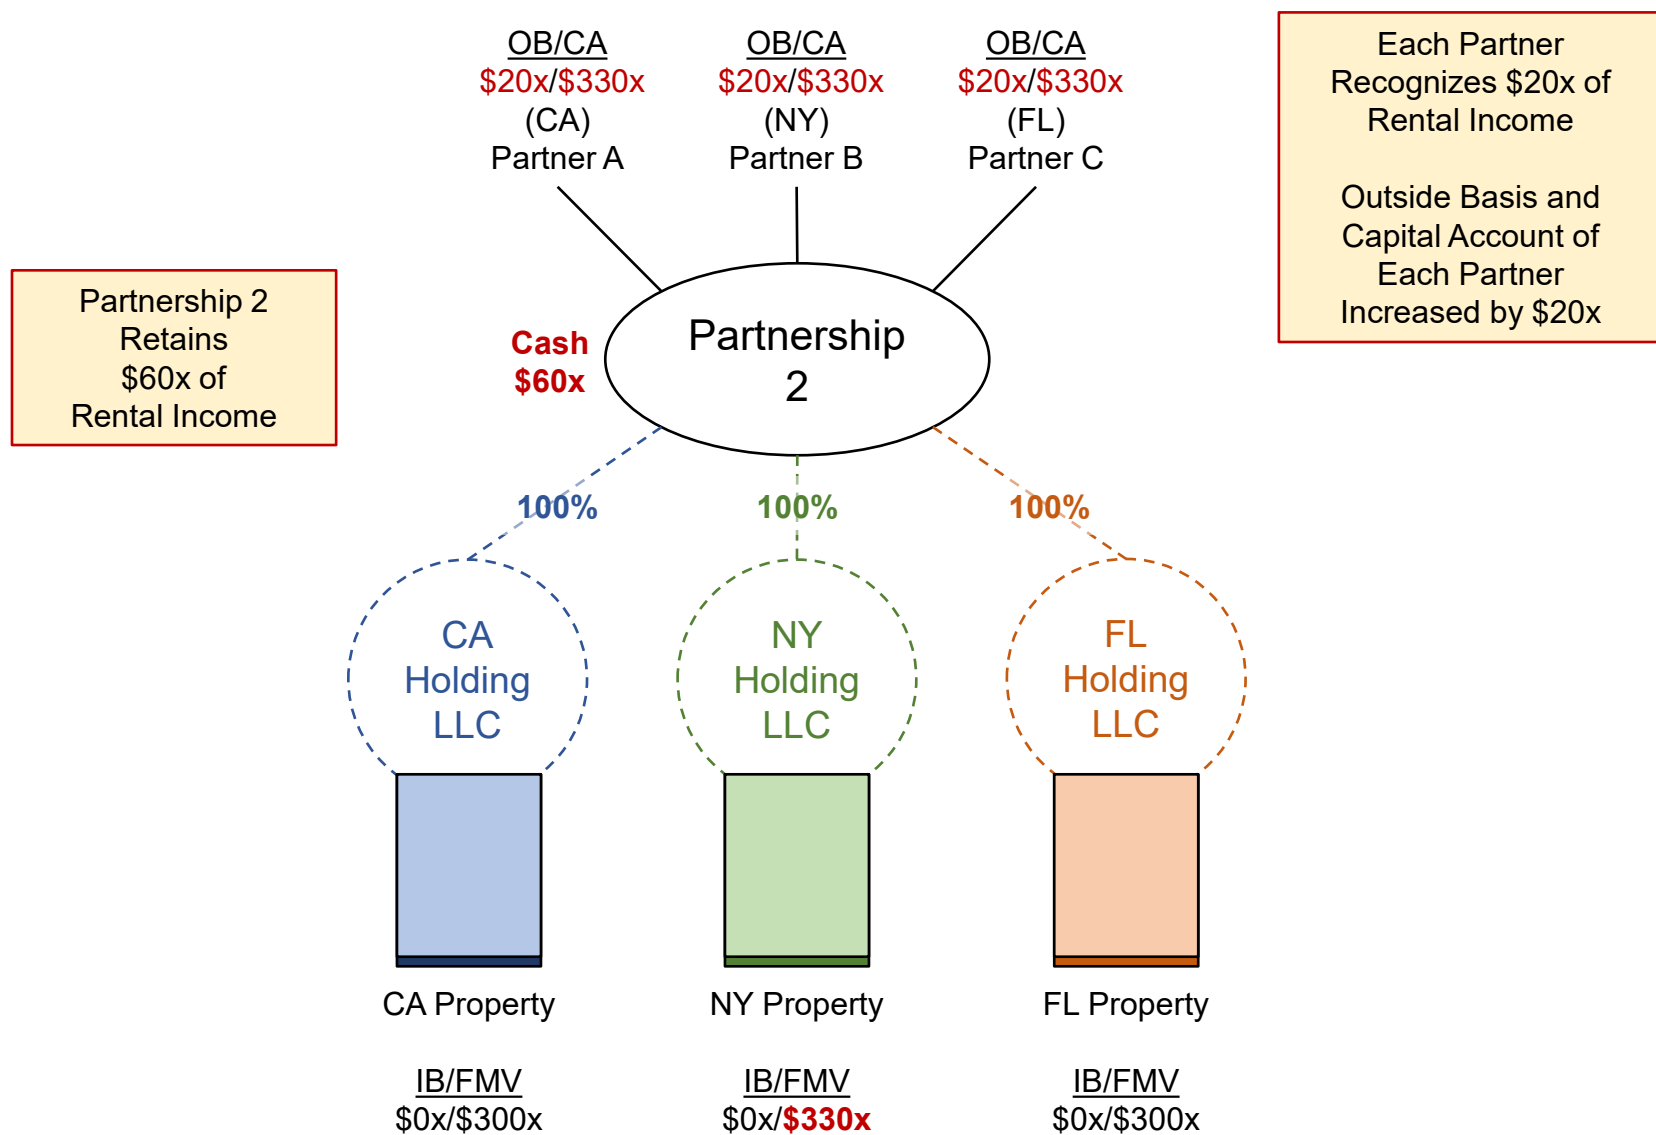 OB/CA
$20x/$330x
(CA)
Partner A
OB/CA
$20x/$330x
(NY)
Partner B
OB/CA
$20x/$330x
(FL)
Partner C
Each Partner
Recognizes $20x of
Rental Income
Outside Basis and
Capital Account of
Each Partner
Increased by $20x
Partnership 2
Retains
$60x of
Rental Income
Cash
$60x
Partnership
2
100%
100%
100%
CA
Holding
LLC
NY
Holding
LLC
FL
Holding
LLC
CA Property
NY Property
FL Property
IB/FMV
$0x/$300x
IB/FMV
$0x/$330x
IB/FMV
$0x/$300x